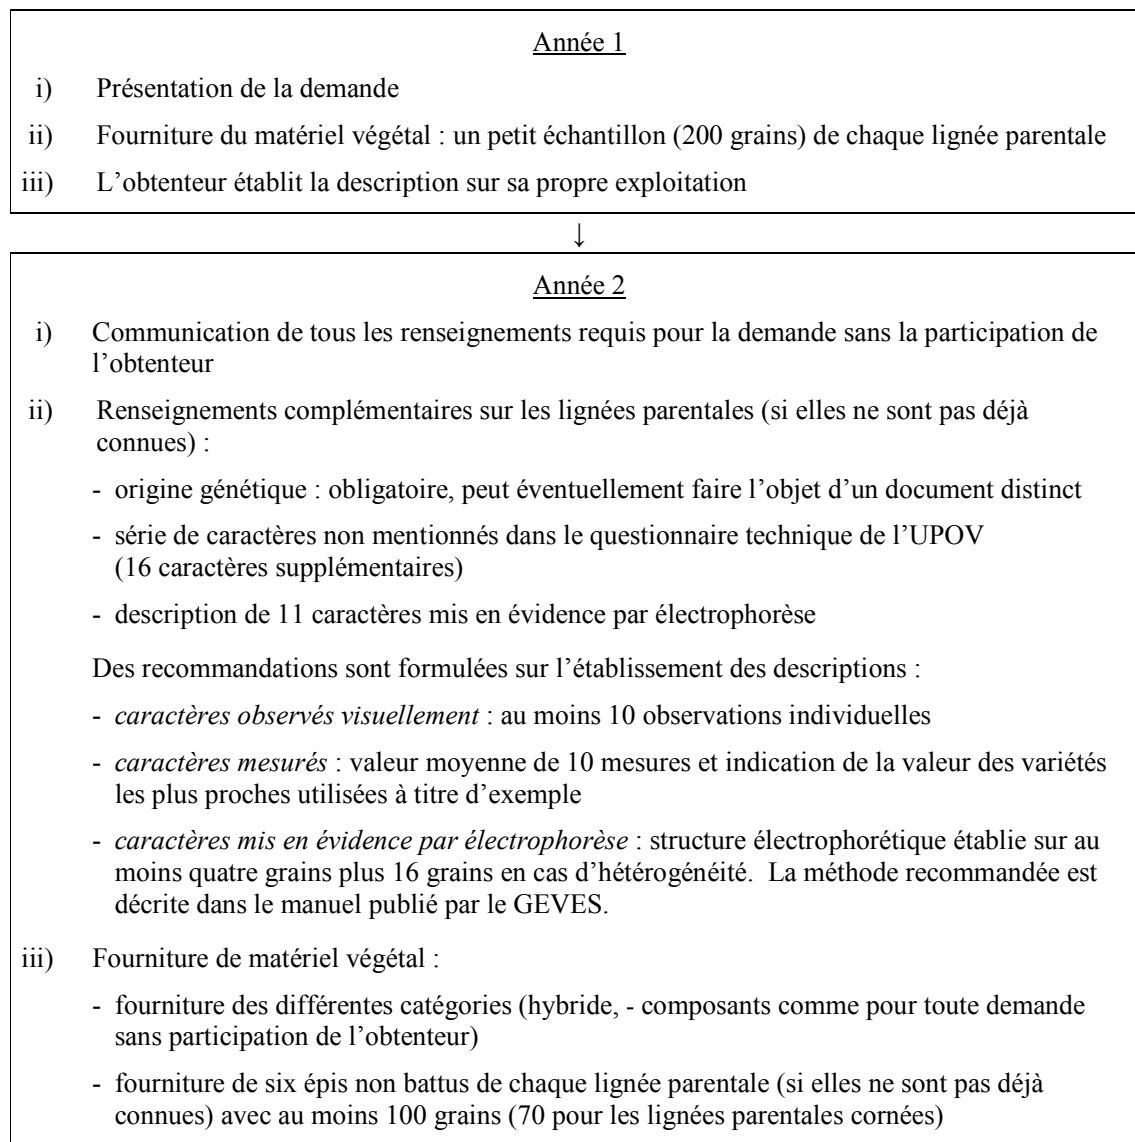 Année 1
i) Présentation de la demande
ii) Fourniture du matériel végétal : un petit échantillon (200 grains) de chaque lignée parentale
iii) L’obtenteur établit la description sur sa propre exploitation
↓
Année 2
i) Communication de tous les renseignements requis pour la demande sans la participation de
l’obtenteur
ii) Renseignements complémentaires sur les lignées parentales (si elles ne sont pas déjà
connues) :
- origine génétique : obligatoire, peut éventuellement faire l’objet d’un document distinct
- série de caractères non mentionnés dans le questionnaire technique de l’UPOV
(16 caractères supplémentaires)
- description de 11 caractères mis en évidence par électrophorèse
Des recommandations sont formulées sur l’établissement des descriptions :
- caractères observés visuellement : au moins 10 observations individuelles
- caractères mesurés : valeur moyenne de 10 mesures et indication de la valeur des variétés
les plus proches utilisées à titre d’exemple
- caractères mis en évidence par électrophorèse : structure électrophorétique établie sur au
moins quatre grains plus 16 grains en cas d’hétérogénéité. La méthode recommandée est
décrite dans le manuel publié par le GEVES.
iii) Fourniture de matériel végétal :
- fourniture des différentes catégories (hybride, - composants comme pour toute demande
sans participation de l’obtenteur)
- fourniture de six épis non battus de chaque lignée parentale (si elles ne sont pas déjà
connues) avec au moins 100 grains (70 pour les lignées parentales cornées)